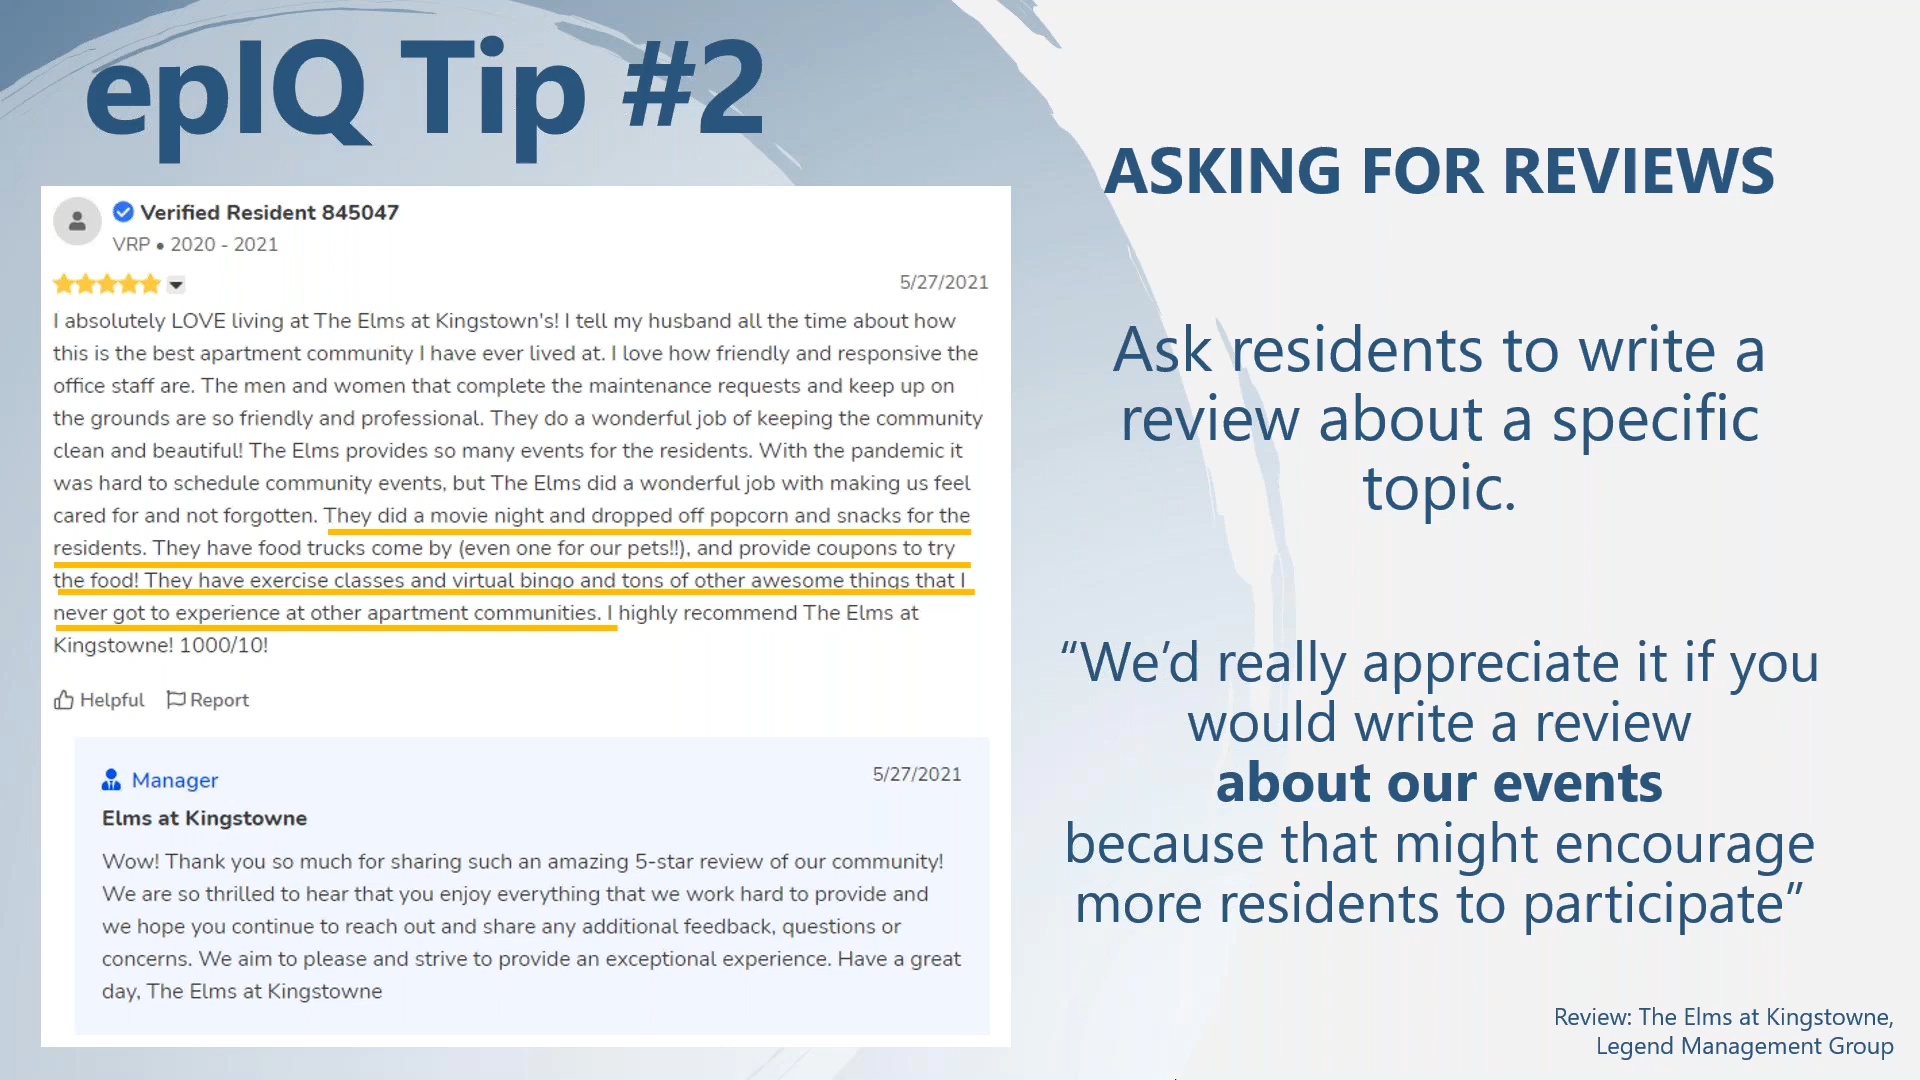 epIQ Tip #2
Verified Resident 845047
VRP • 2020 - 2021
5/27/2021
I absolutely LOVE living at The Elms at Kingstown's! I tell my husband all the time about how
this is the best apartment community I have ever lived at. I love how friendly and responsive the
office staff are. The men and women that complete the maintenance requests and keep up on
the grounds are so friendly and professional. They do a wonderful job of keeping the community
clean and beautiful! The Elms provides so many events for the residents. With the pandemic it
was hard to schedule community events, but The Elms did a wonderful job with making us feel
cared for and not forgotten. They did a movie night and dropped off popcorn and snacks for the
residents. They have food trucks come by (even one for our pets!!), and provide coupons to try
the food! They have exercise classes and virtual bingo and tons of other awesome things that I
never got to experience at other apartment communities. I highly recommend The Elms at
Kingstowne! 1000/10!
Helpful Report
Manager
5/27/2021
Elms at Kingstowne
Wow! Thank you so much for sharing such an amazing 5-star review of our community!
We are so thrilled to hear that you enjoy everything that we work hard to provide and
we hope you continue to reach out and share any additional feedback, questions or
concerns. We aim to please and strive to provide an exceptional experience. Have a great
day, The Elms at Kingstowne
ASKING FOR REVIEWS
Ask residents to write a
review about a specific
topic.
“We’d really appreciate it if you
would write a review
about our events
because that might encourage
more residents to participate”
Review: The Elms at Kingstowne,
Legend Management Group